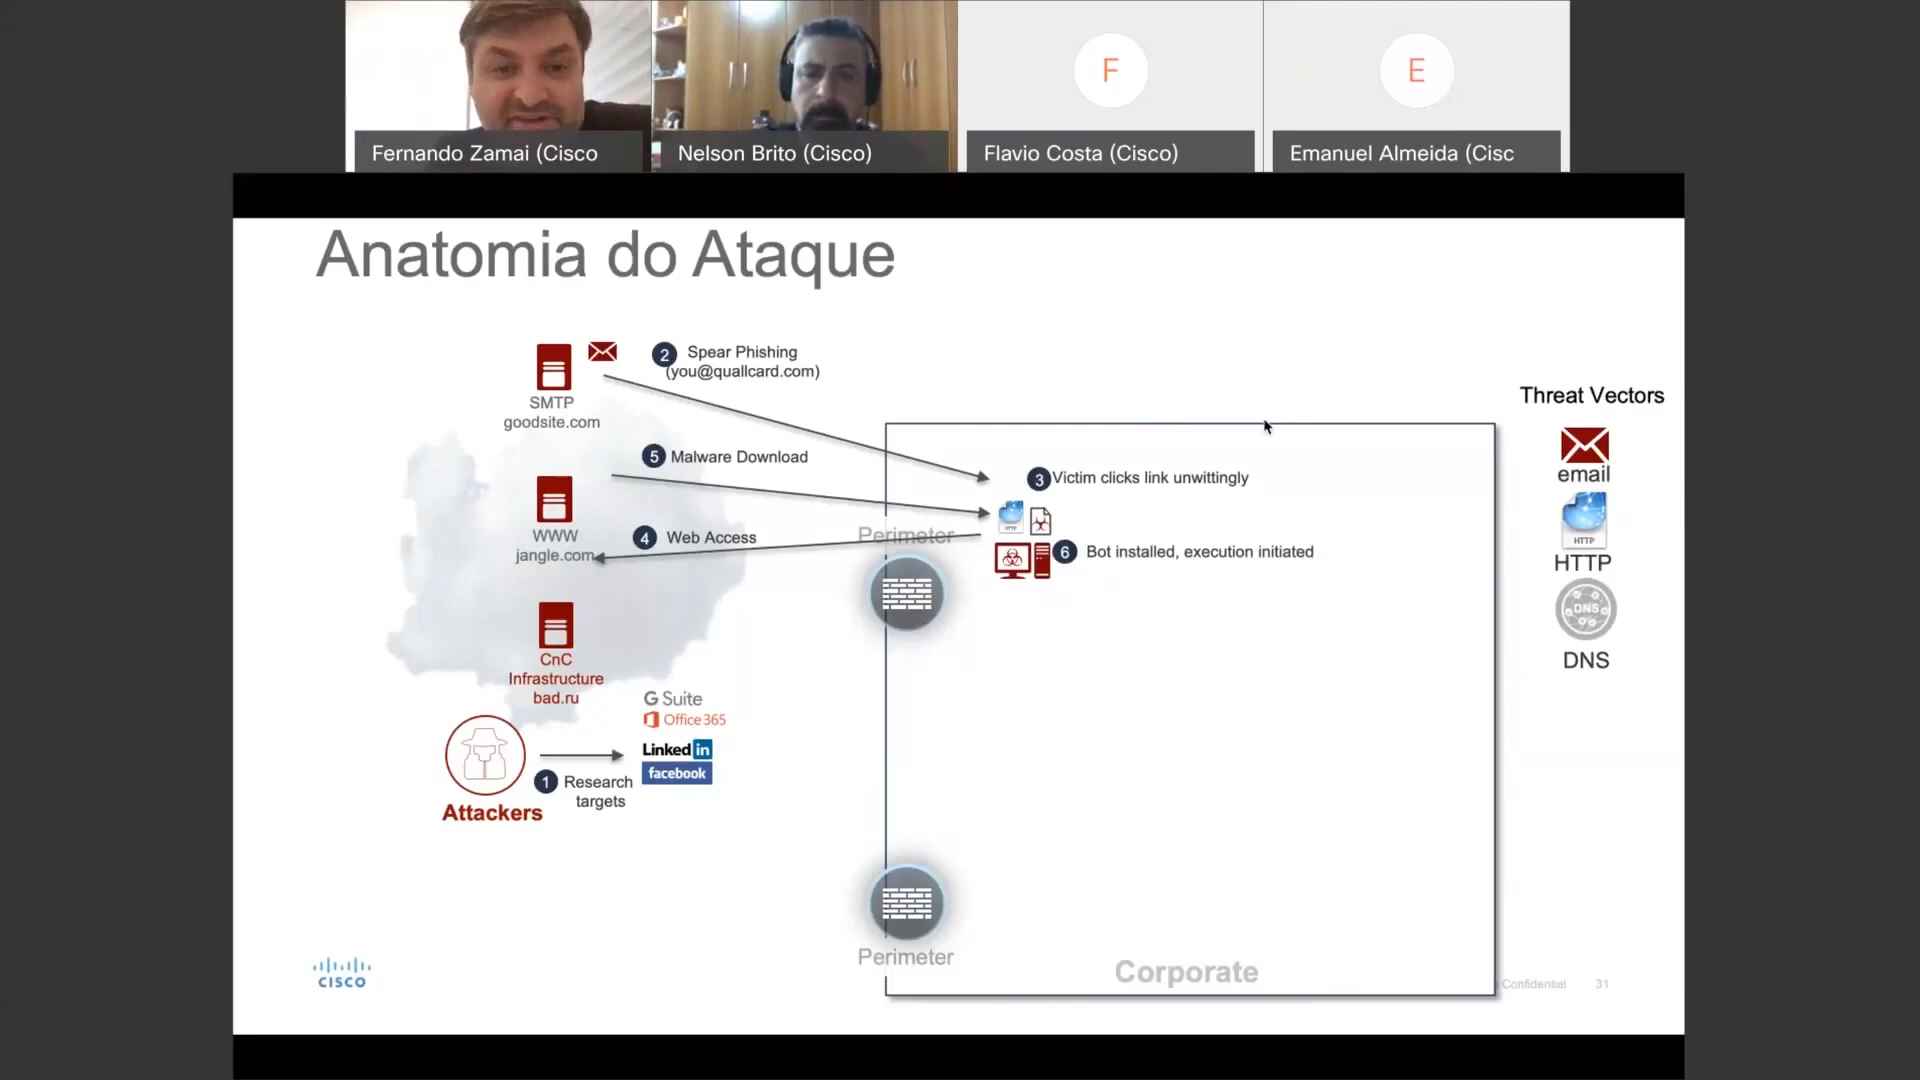 F
E
Fernando Zamai (Cisco
Nelson Brito (Cisco)
Flavio Costa (Cisco)
Emanuel Almeida (Cisc
Anatomia do Ataque
2 Spear Phishing
(you@quallcard.com)
SMTP
goodsite.com
5 Malware Download
3 Victim clicks link unwittingly
WWW
jangle.com
4 Web Access
Perimeter
HTTP
6 Bot installed, execution initiated
CnC
Infrastructure
bad.ru
G Suite
Office 365
Linked in
facebook
1 Research
targets
Attackers
Threat Vectors
email
HTTP
HTTP
DNS
DNS
Perimeter
Corporate
CISCO
Confidential 31